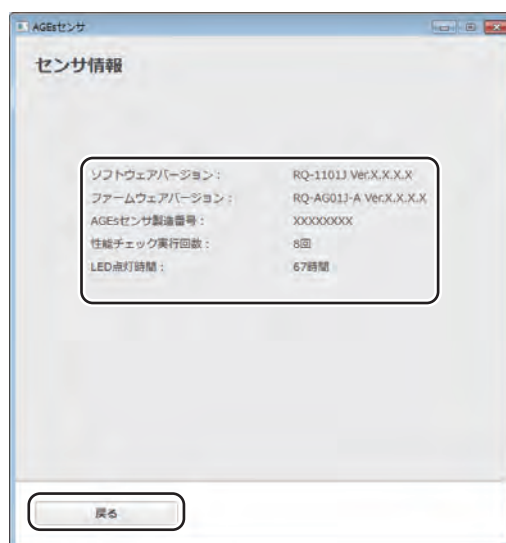 AGEsセンサ
センサ情報
ソフトウェアバージョン： RQ-1101J Ver.X.X.X.X
ファームウェアバージョン： RQ-AG01J-A Ver.X.X.X.X
AGEsセンサ製造番号： XXXXXXXX
性能チェック実行回数： 8回
LED点灯時間： 67時間
戻る